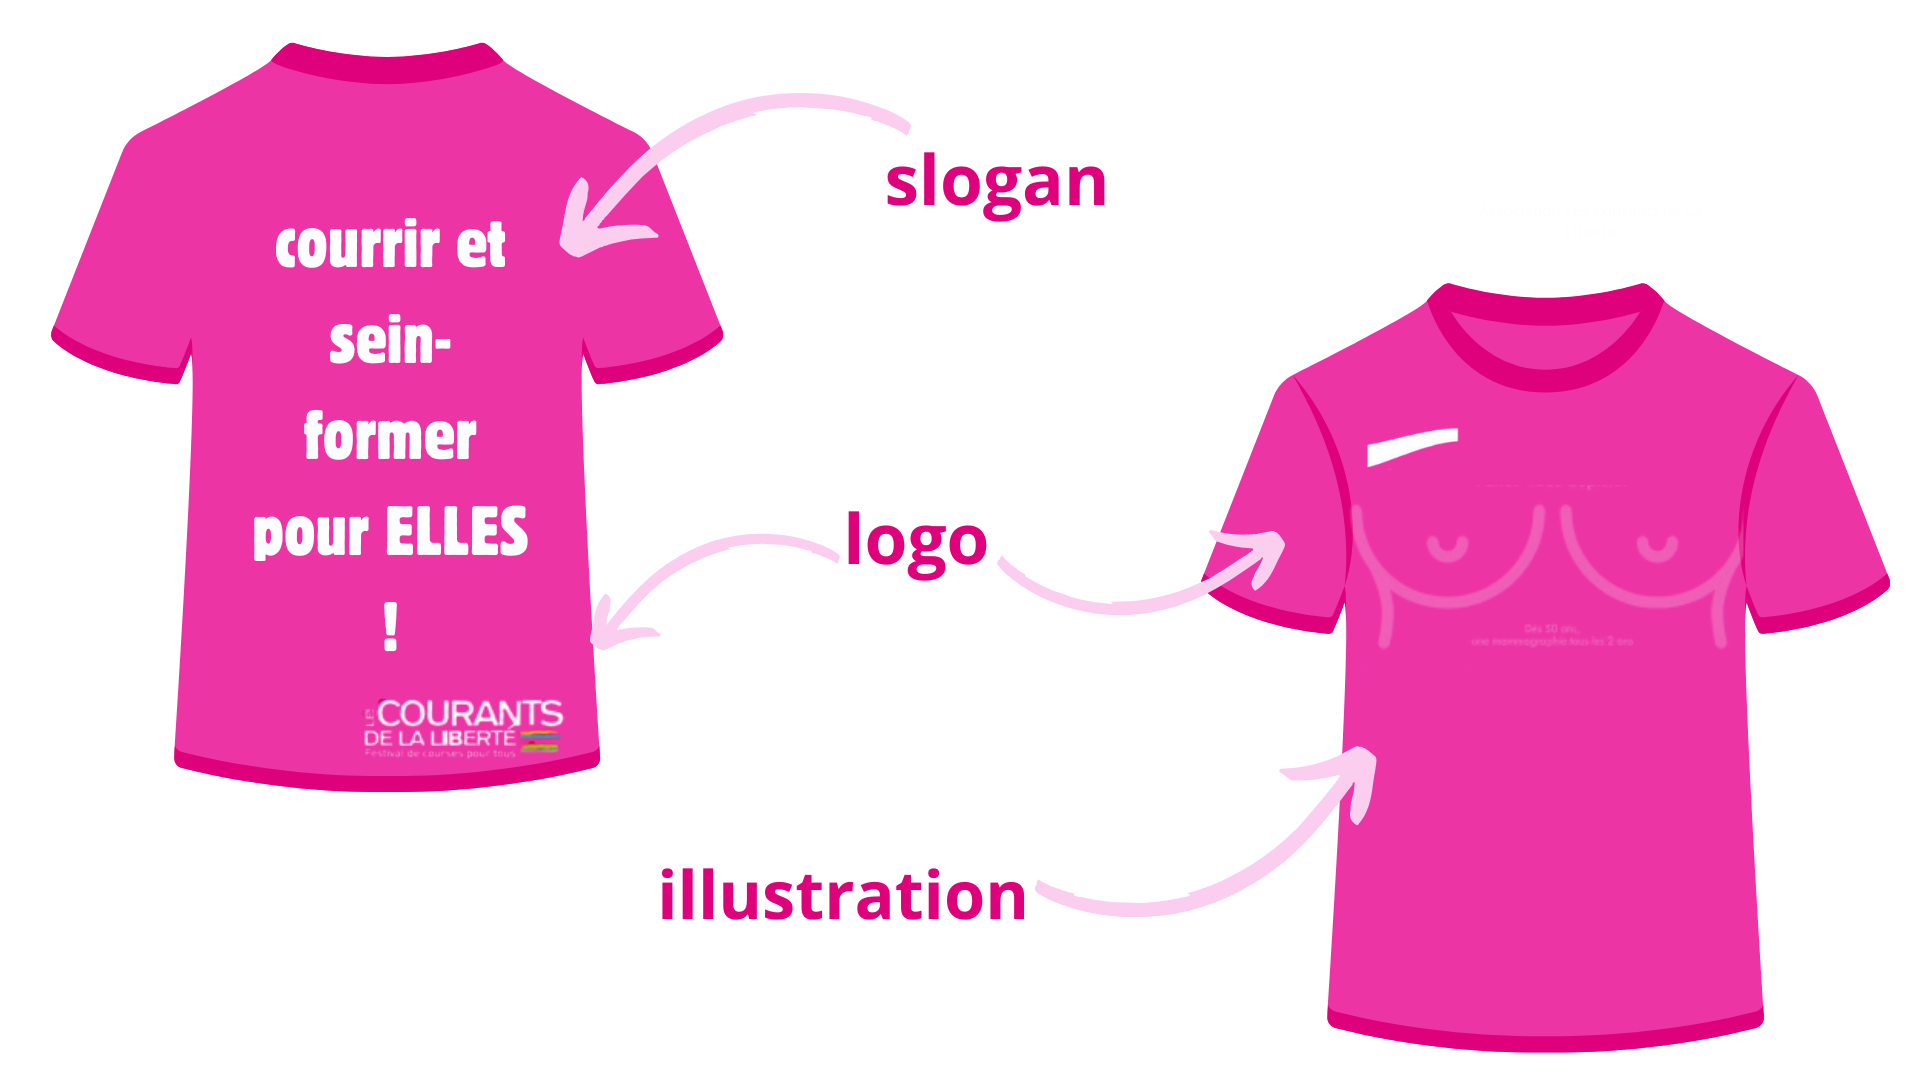 courrir et
sein-
former
pour ELLES
!
LES COURANTS
DE LA LIBERTÉ
Festival de courses pour tous
slogan
logo
illustration
Dès 50 ans,
une mammographie tous les 2 ans